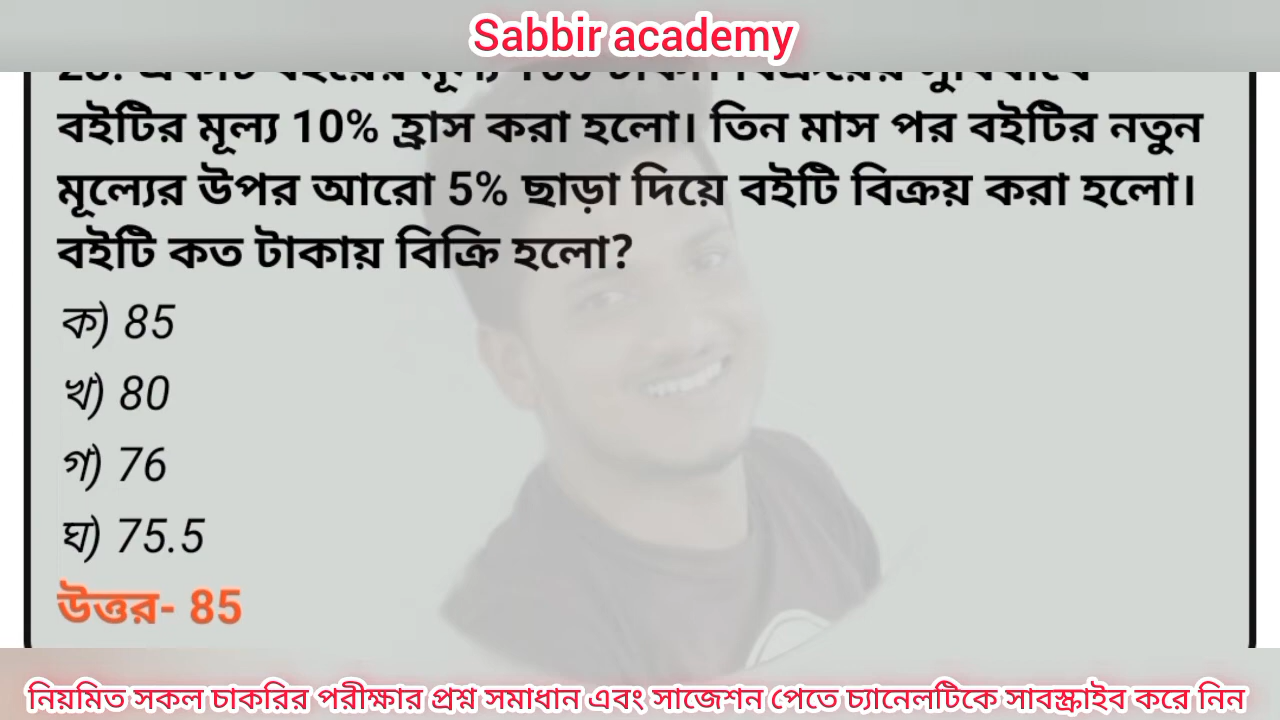 Sabbir academy
বইটির মূল্য 10% হ্রাস করা হলো। তিন মাস পর বইটির নতুন
মূল্যের উপর আরো 5% ছাড়া দিয়ে বইটি বিক্রয় করা হলো।
বইটি কত টাকায় বিক্রি হলো?
ক) 85
খ) 80
গ) 76
ঘ) 75.5
উত্তর- 85
নিয়মিত সকল চাকরির পরীক্ষার প্রশ্ন সমাধান এবং সাজেশন পেতে চ্যানেলটিকে সাবস্ক্রাইব করে নিন